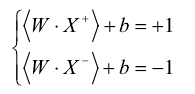 ⟨W · X⁺⟩ + b = +1
⟨W · X⁻⟩ + b = −1